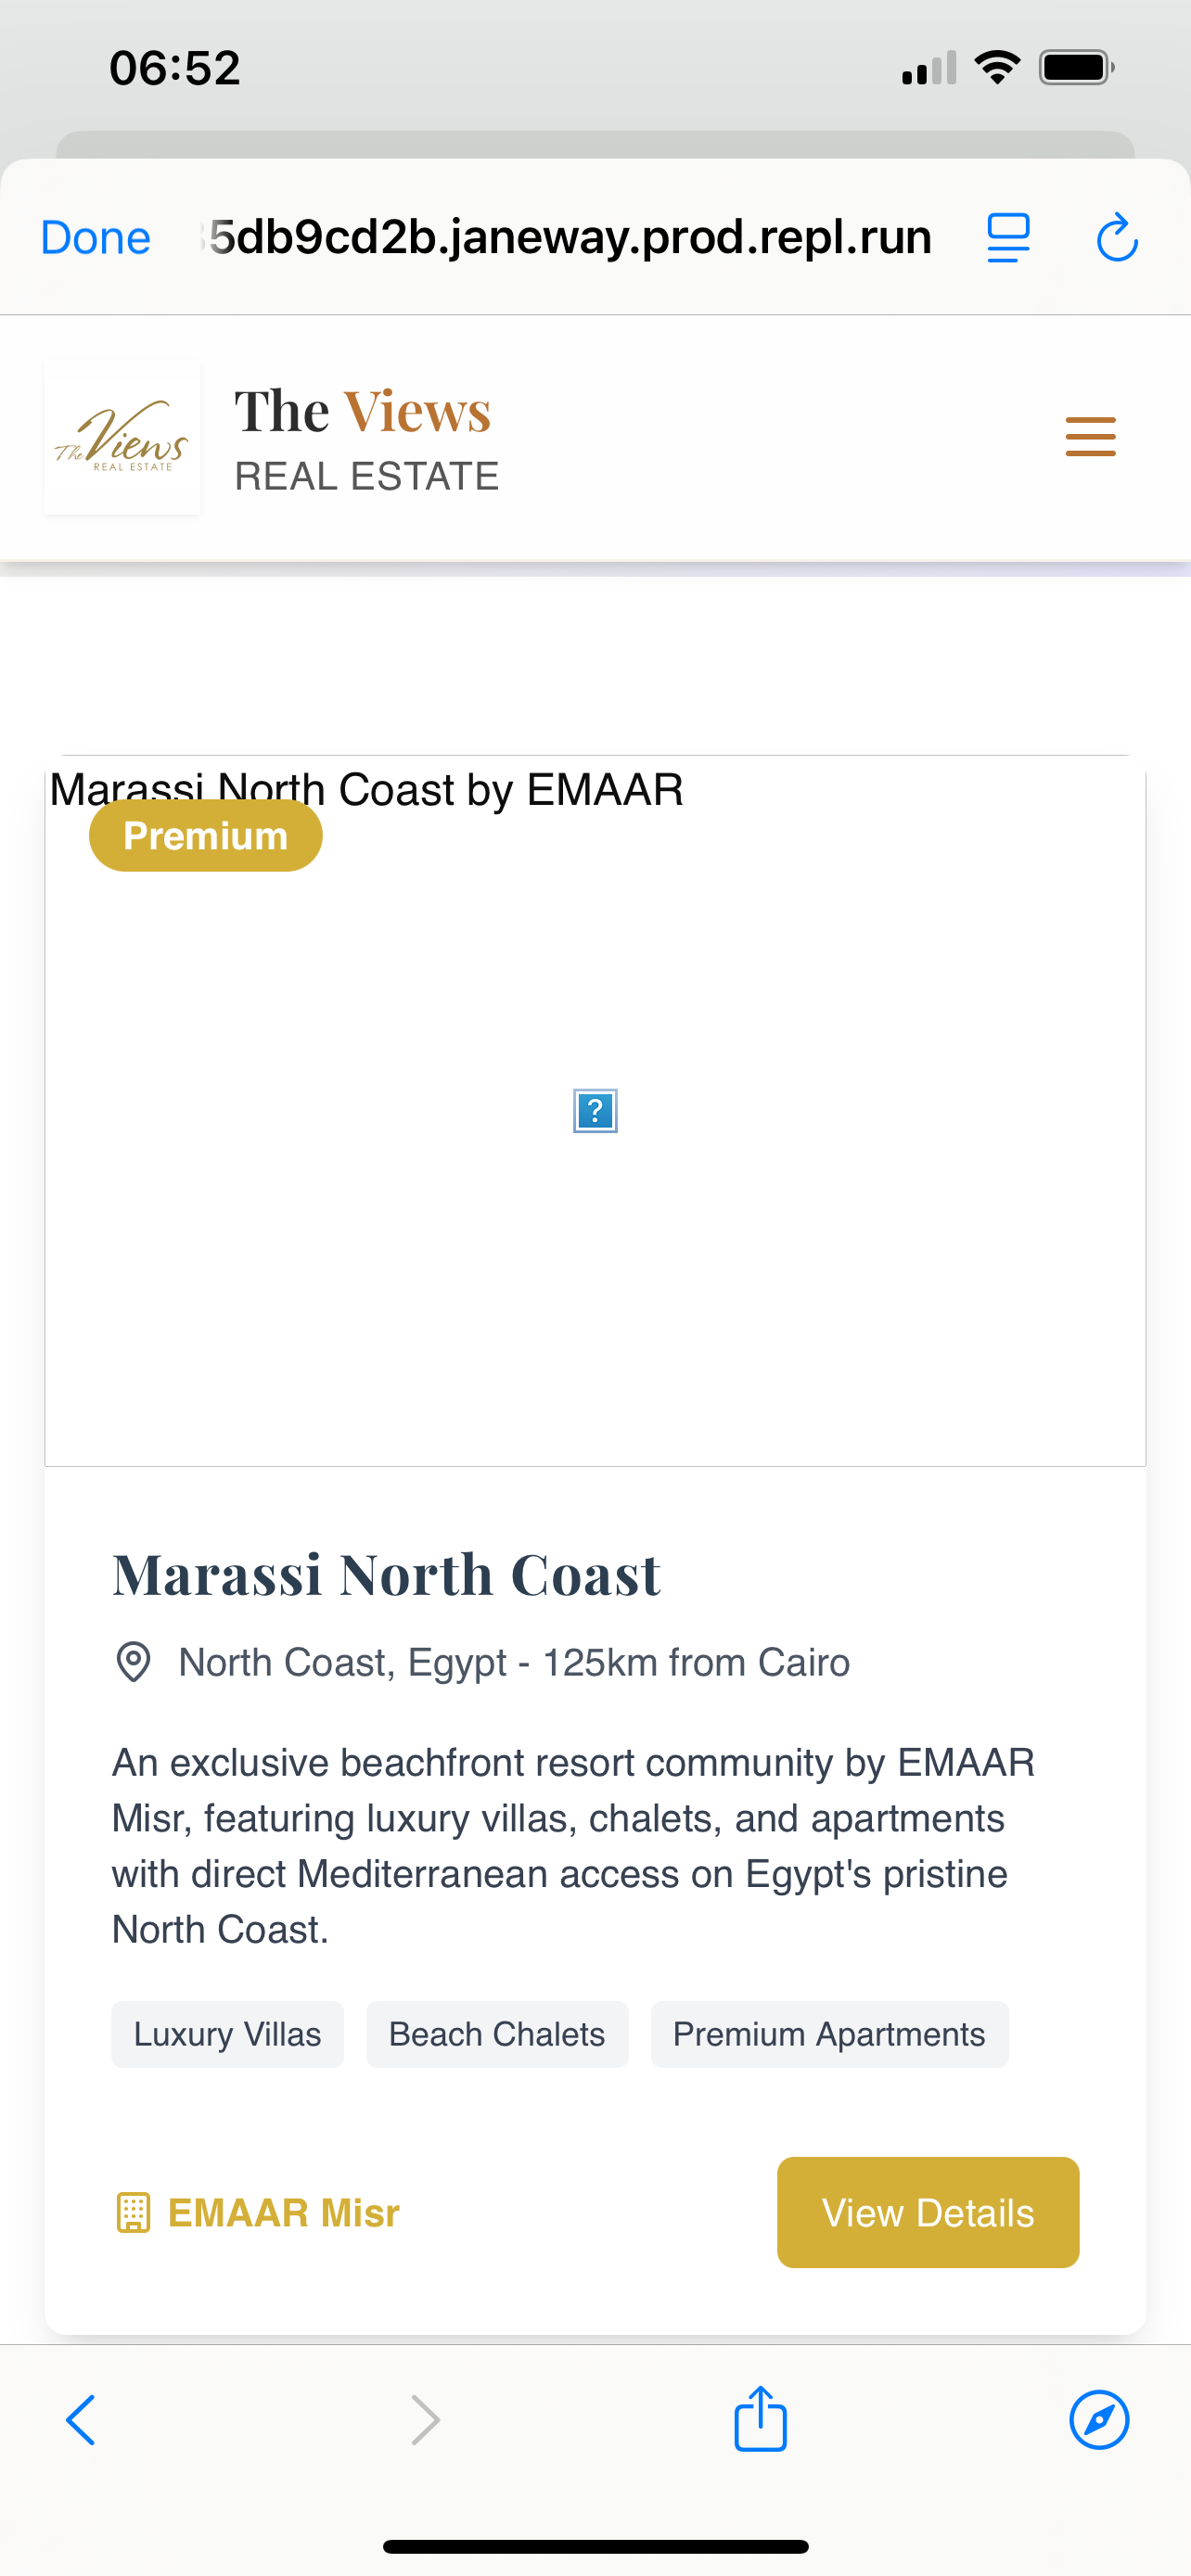 06:52
Done
5db9cd2b.janeway.prod.repl.run
The Views
REAL ESTATE
The Views
REAL ESTATE
Marassi North Coast by EMAAR
Premium
?
Marassi North Coast
North Coast, Egypt - 125km from Cairo
An exclusive beachfront resort community by EMAAR
Misr, featuring luxury villas, chalets, and apartments
with direct Mediterranean access on Egypt's pristine
North Coast.
Luxury Villas
Beach Chalets
Premium Apartments
EMAAR Misr
View Details